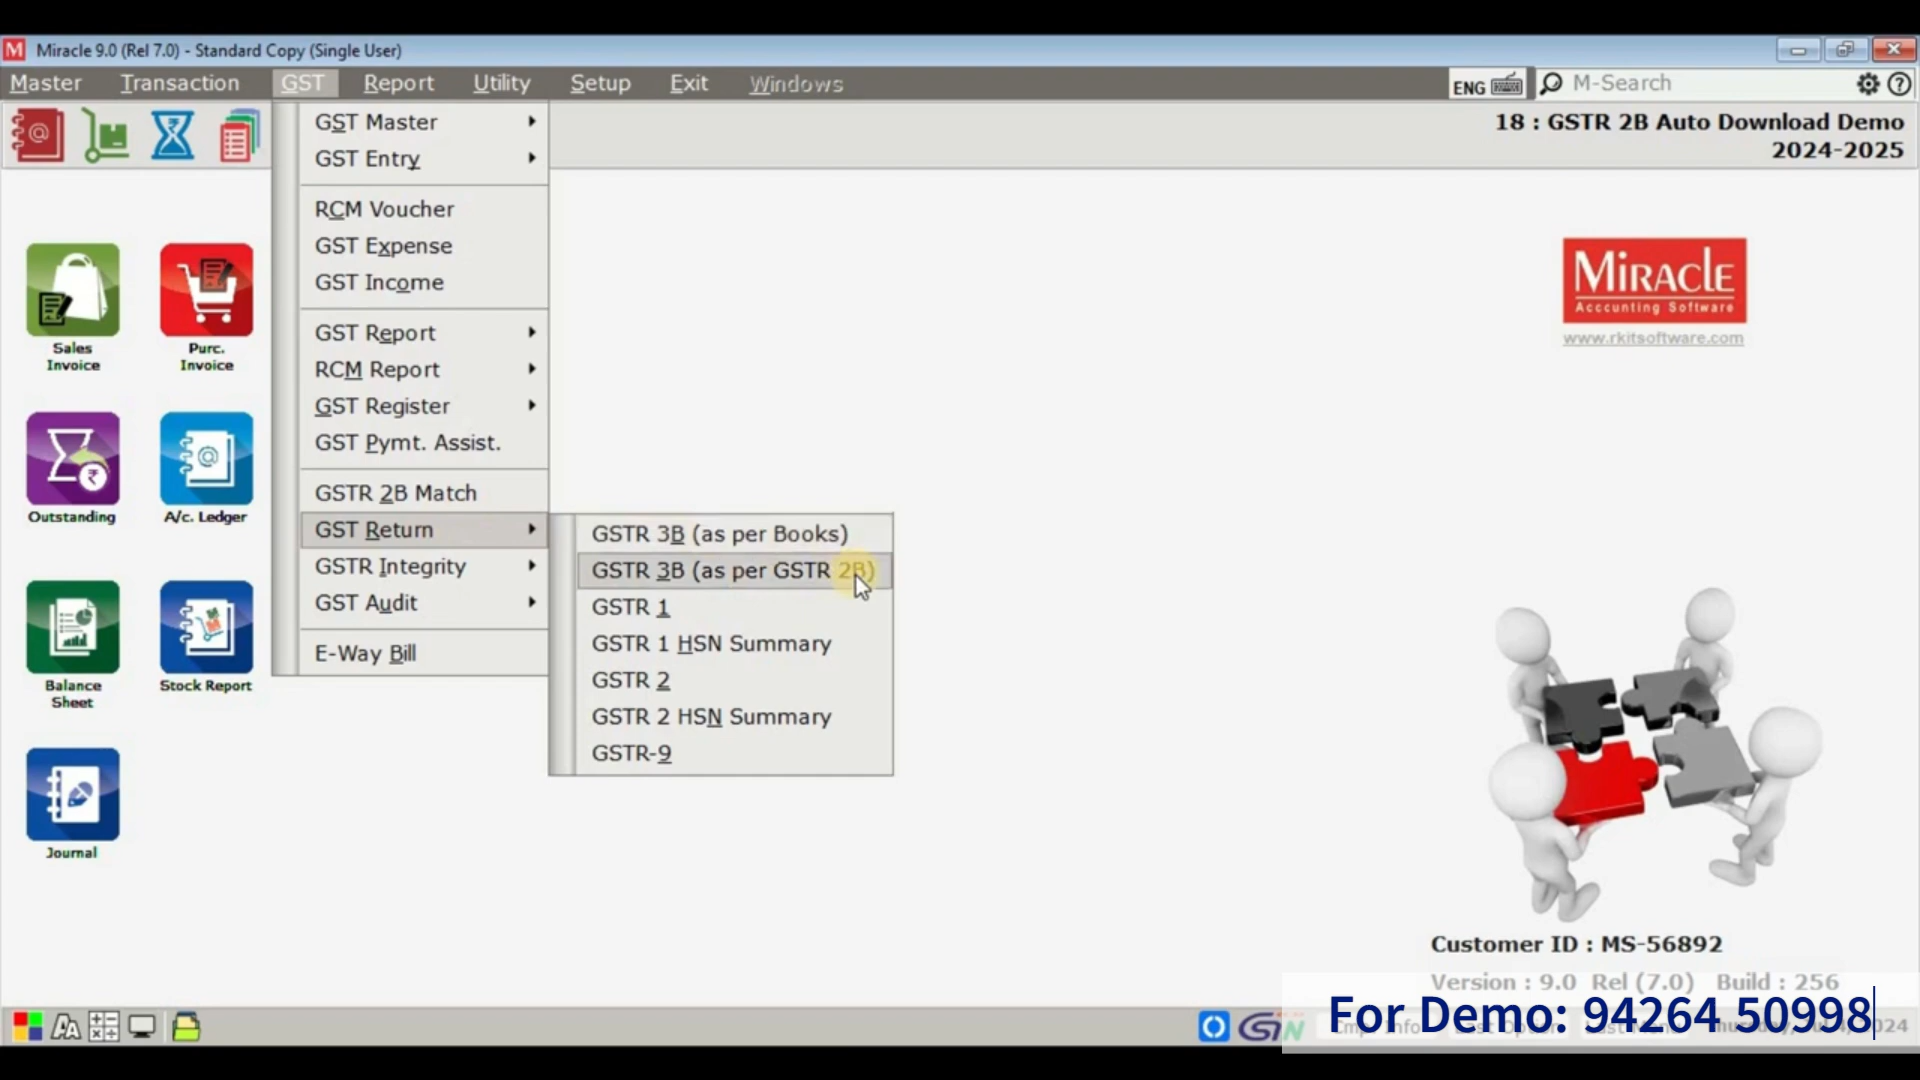 Miracle 9.0 (Rel 7.0) - Standard Copy (Single User)
Master Transaction GST Report Utility Setup Exit Windows
ENG M-Search
18 : GSTR 2B Auto Download Demo
2024-2025
GST Master
GST Entry
RCM Voucher
GST Expense
GST Income
GST Report
RCM Report
GST Register
GST Pymt. Assist.
GSTR 2B Match
GST Return
GSTR Integrity
GST Audit
E-Way Bill
GSTR 3B (as per Books)
GSTR 3B (as per GSTR 2B)
GSTR 1
GSTR 1 HSN Summary
GSTR 2
GSTR 2 HSN Summary
GSTR-9
Sales
Invoice
Purc.
Invoice
Outstanding
A/c. Ledger
Balance
Sheet
Stock Report
Journal
MIRACLE
Accounting Software
www.rkitsoftware.com
Customer ID : MS-56892
Version : 9.0 Rel (7.0) Build : 256
For Demo: 94264 50998